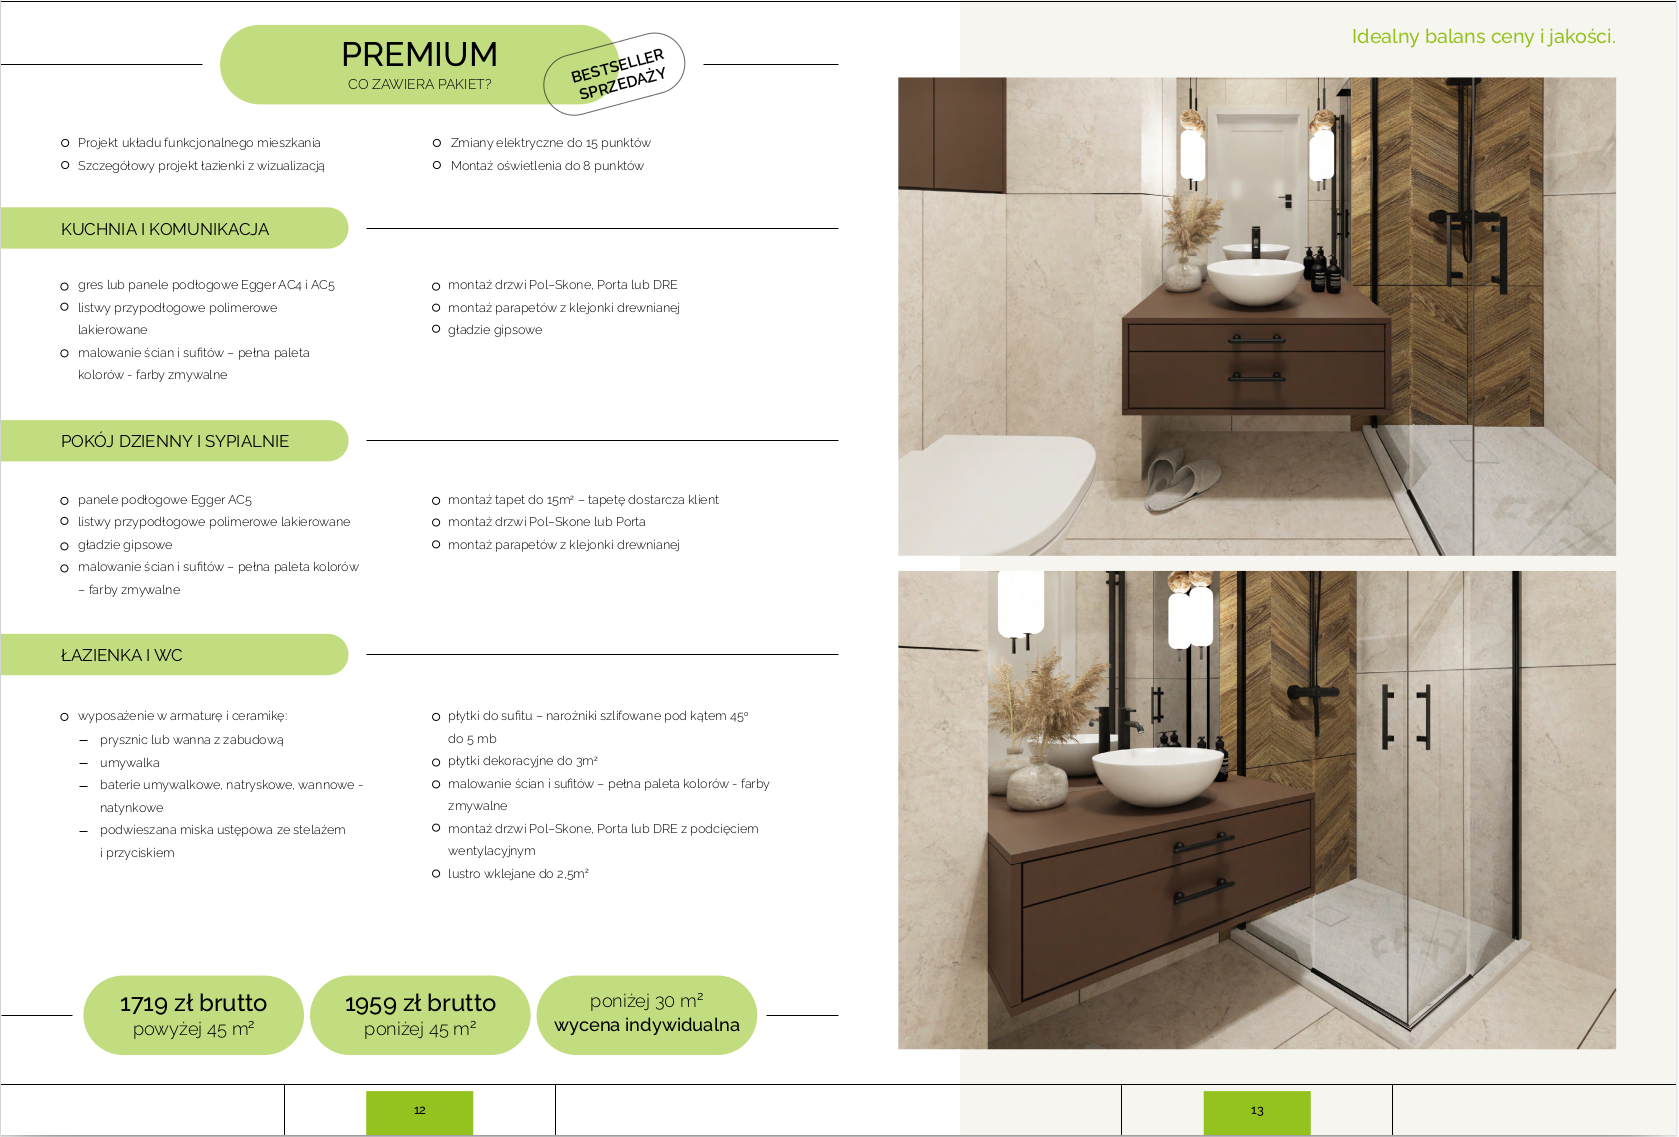 PREMIUM
CO ZAWIERA PAKIET?
BESTSELLER
SPRZEDAŻY
Projekt układu funkcjonalnego mieszkania
Szczegółowy projekt łazienki z wizualizacją
Zmiany elektryczne do 15 punktów
Montaż oświetlenia do 8 punktów
KUCHNIA I KOMUNIKACJA
gres lub panele podłogowe Egger AC4 i AC5
listwy przypodłogowe polimerowe
lakierowane
malowanie ścian i sufitów – pełna paleta
kolorów - farby zmywalne
montaż drzwi Pol-Skone, Porta lub DRE
montaż parapetów z klejonki drewnianej
gładzie gipsowe
POKÓJ DZIENNY I SYPIALNIE
panele podłogowe Egger AC5
listwy przypodłogowe polimerowe lakierowane
gładzie gipsowe
malowanie ścian i sufitów – pełna paleta kolorów
– farby zmywalne
montaż tapet do 15m² – tapetę dostarcza klient
montaż drzwi Pol-Skone lub Porta
montaż parapetów z klejonki drewnianej
ŁAZIENKA I WC
wyposażenie w armaturę i ceramikę:
– prysznic lub wanna z zabudową
– umywalka
– baterie umywalkowe, natryskowe, wannowe -
natynkowe
– podwieszana miska ustępowa ze stelażem
i przyciskiem
płytki do sufitu – narożniki szlifowane pod kątem 45º
do 5 mb
płytki dekoracyjne do 3m²
malowanie ścian i sufitów – pełna paleta kolorów - farby
zmywalne
montaż drzwi Pol-Skone, Porta lub DRE z podcięciem
wentylacyjnym
lustro wklejane do 2,5m²
1719 zł brutto
powyżej 45 m²
1959 zł brutto
poniżej 45 m²
poniżej 30 m²
wycena indywidualna
12
Idealny balans ceny i jakości.
13